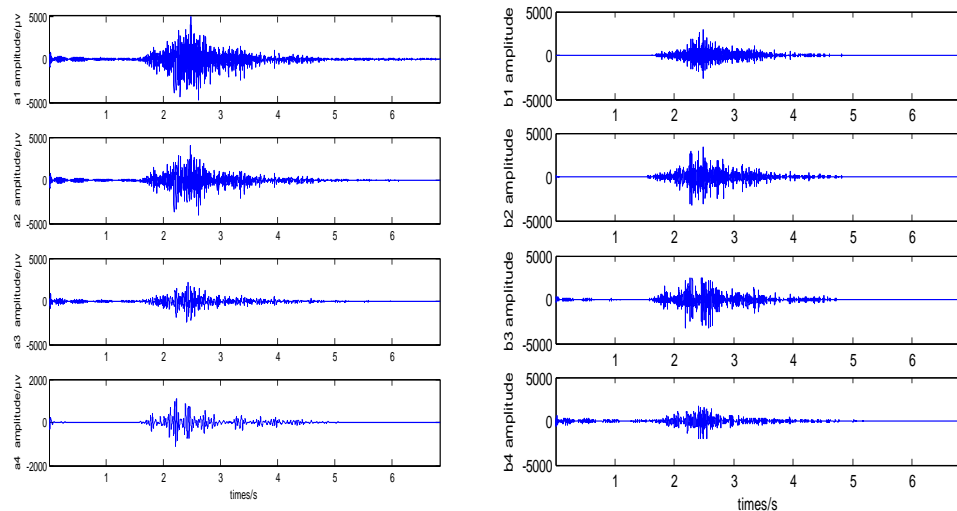 a1 amplitude/μv
5000
0
-5000
1 2 3 4 5 6
a2 amplitude/μv
5000
0
-5000
1 2 3 4 5 6
a3 amplitude/μv
5000
0
-5000
1 2 3 4 5 6
a4 amplitude/μv
2000
0
-2000
1 2 3 4 5 6
times/s
b1 amplitude
5000
0
-5000
1 2 3 4 5 6
b2 amplitude
5000
0
-5000
1 2 3 4 5 6
b3 amplitude
5000
0
-5000
1 2 3 4 5 6
b4 amplitude
5000
0
-5000
1 2 3 4 5 6
times/s